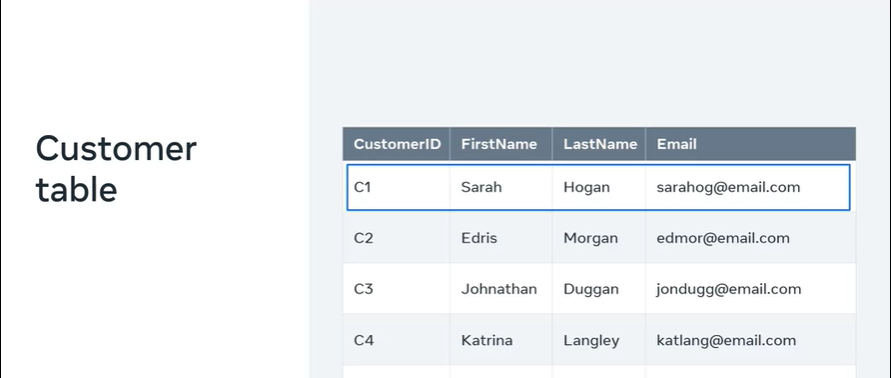 Customer
table
CustomerID FirstName LastName Email
C1 Sarah Hogan sarahog@email.com
C2 Edris Morgan edmor@email.com
C3 Johnathan Duggan jondugg@email.com
C4 Katrina Langley katlang@email.com